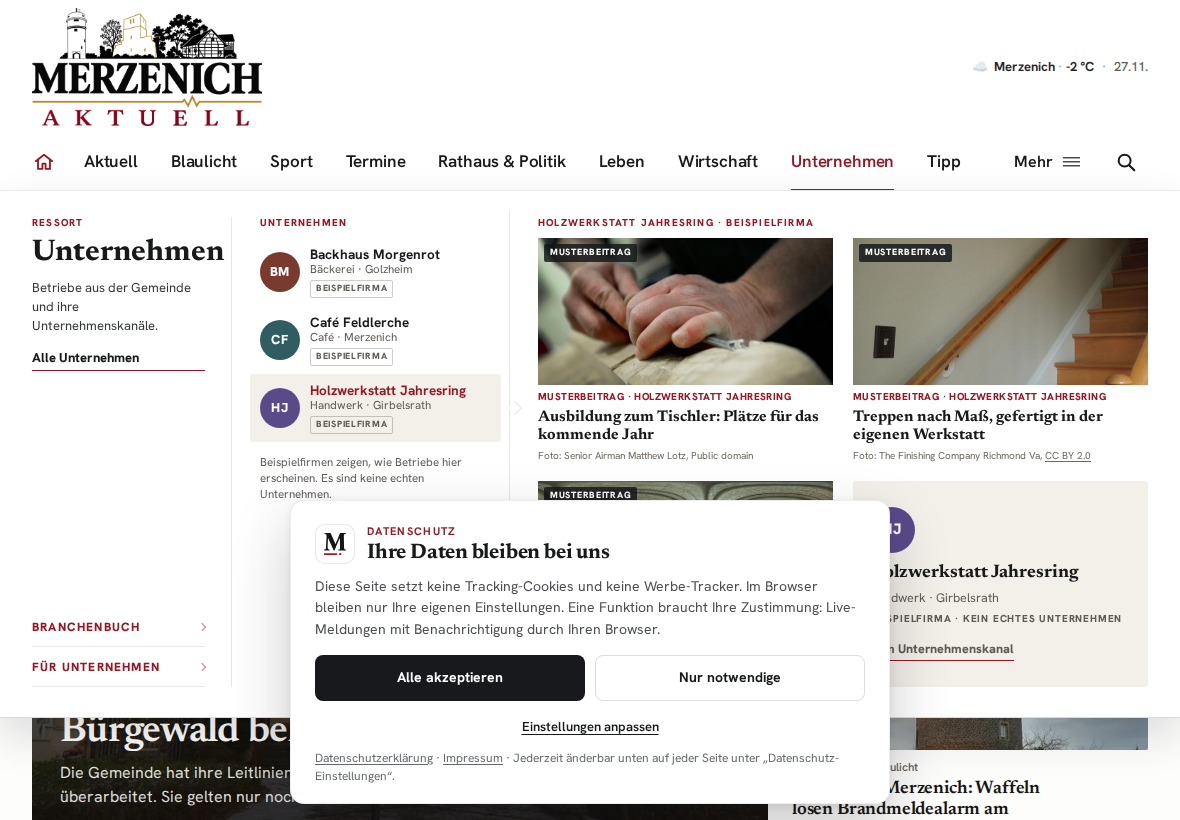 MERZENICH
AKTUELL
Merzenich · -2 °C · 27.11.
Aktuell Blaulicht Sport Termine Rathaus & Politik Leben Wirtschaft Unternehmen Tipp Mehr
RESSORT
Unternehmen
Betriebe aus der Gemeinde
und ihre
Unternehmenskanäle.
Alle Unternehmen
BRANCHENBUCH
FÜR UNTERNEHMEN
UNTERNEHMEN
BM
Backhaus Morgenrot
Bäckerei · Golzheim
BEISPIELFIRMA
CF
Café Feldlerche
Café · Merzenich
BEISPIELFIRMA
HJ
Holzwerkstatt Jahresring
Handwerk · Girbelsrath
BEISPIELFIRMA
Beispielfirmen zeigen, wie Betriebe hier
erscheinen. Es sind keine echten
Unternehmen.
HOLZWERKSTATT JAHRESRING · BEISPIELFIRMA
MUSTERBEITRAG
MUSTERBEITRAG · HOLZWERKSTATT JAHRESRING
Ausbildung zum Tischler: Plätze für das
kommende Jahr
Foto: Senior Airman Matthew Lotz, Public domain
MUSTERBEITRAG
MUSTERBEITRAG · HOLZWERKSTATT JAHRESRING
Treppen nach Maß, gefertigt in der
eigenen Werkstatt
Foto: The Finishing Company Richmond Va, CC BY 2.0
MUSTERBEITRAG
olzwerkstatt Jahresring
dwerk · Girbelsrath
SPIELFIRMA · KEIN ECHTES UNTERNEHMEN
n Unternehmenskanal
M
DATENSCHUTZ
Ihre Daten bleiben bei uns
Diese Seite setzt keine Tracking-Cookies und keine Werbe-Tracker. Im Browser
bleiben nur Ihre eigenen Einstellungen. Eine Funktion braucht Ihre Zustimmung: Live-
Meldungen mit Benachrichtigung durch Ihren Browser.
Alle akzeptieren
Nur notwendige
Einstellungen anpassen
Datenschutzerklärung · Impressum · Jederzeit änderbar unten auf jeder Seite unter „Datenschutz-
Einstellungen“.
Bürgewald be
Die Gemeinde hat ihre Leitlinien
überarbeitet. Sie gelten nur noch
ulicht
Merzenich: Waffeln
lösen Brandmeldealarm am